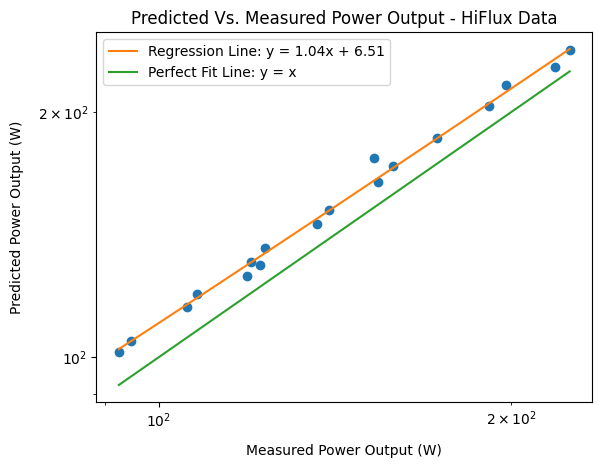 Predicted Vs. Measured Power Output - HiFlux Data
Regression Line: y = 1.04x + 6.51
Perfect Fit Line: y = x
2 × 10²
10²
Predicted Power Output (W)
10²
2 × 10²
Measured Power Output (W)